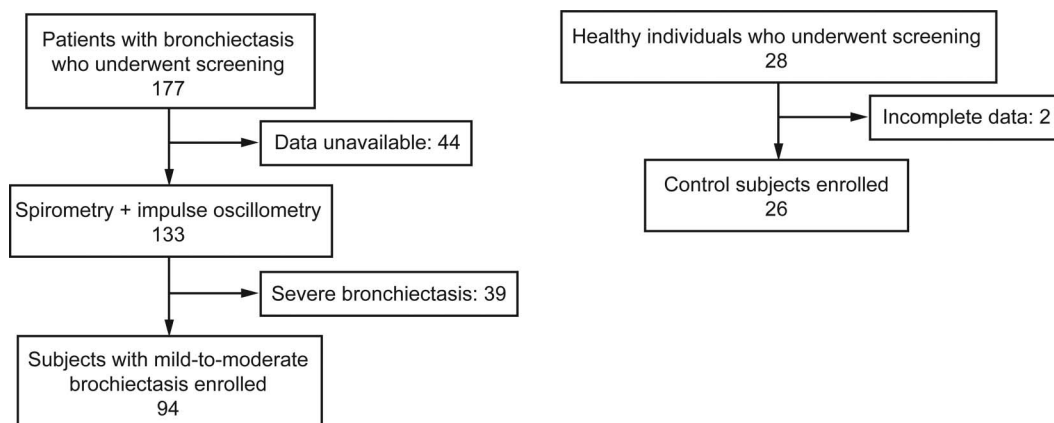 Patients with bronchiectasis
who underwent screening
177
Data unavailable: 44
Spirometry + impulse oscillometry
133
Severe bronchiectasis: 39
Subjects with mild-to-moderate
brochiectasis enrolled
94
Healthy individuals who underwent screening
28
Incomplete data: 2
Control subjects enrolled
26